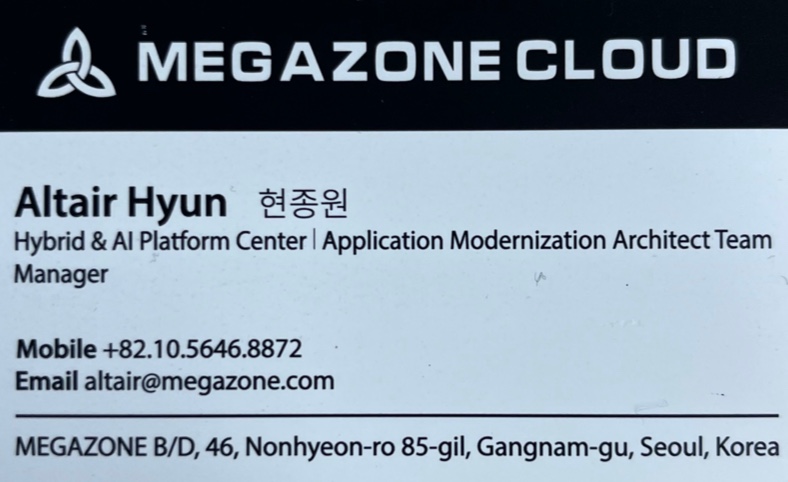 MEGAZONE CLOUD
Altair Hyun 현종원
Hybrid & AI Platform Center | Application Modernization Architect Team
Manager
Mobile +82.10.5646.8872
Email altair@megazone.com
MEGAZONE B/D, 46, Nonhyeon-ro 85-gil, Gangnam-gu, Seoul, Korea